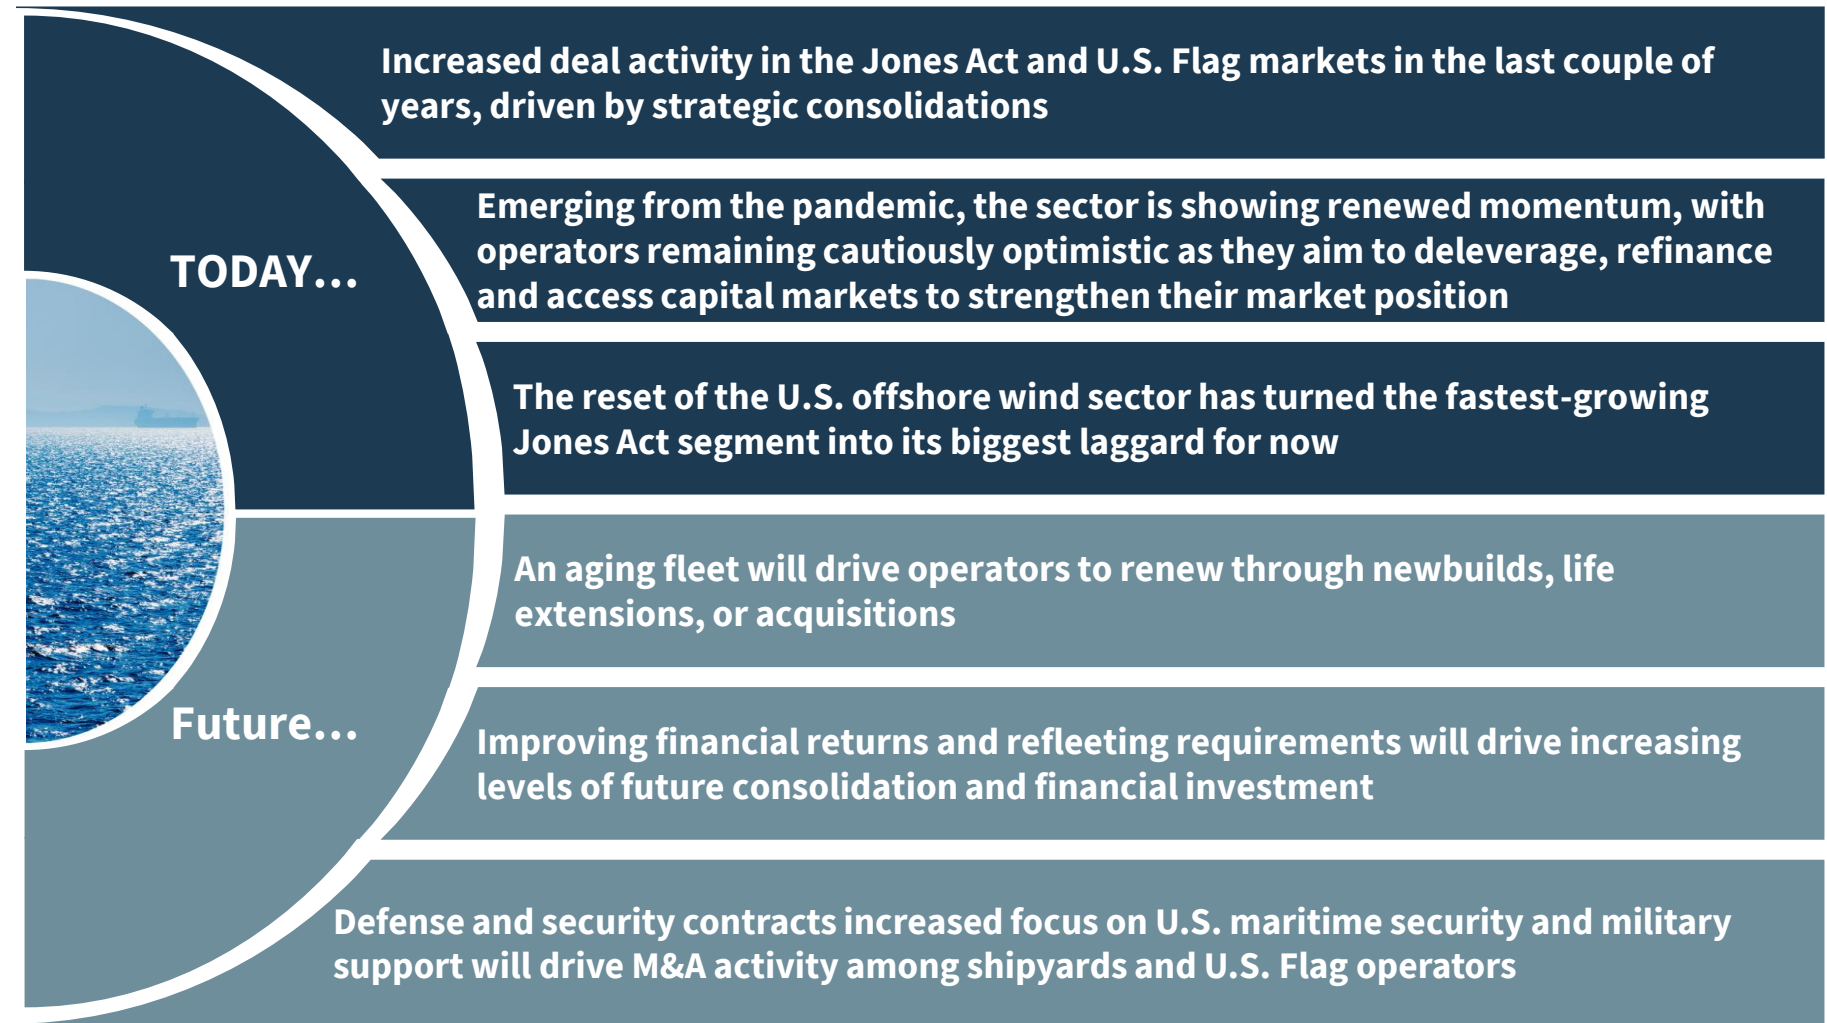 Increased deal activity in the Jones Act and U.S. Flag markets in the last couple of
years, driven by strategic consolidations
Emerging from the pandemic, the sector is showing renewed momentum, with
operators remaining cautiously optimistic as they aim to deleverage, refinance
and access capital markets to strengthen their market position
TODAY...
The reset of the U.S. offshore wind sector has turned the fastest-growing
Jones Act segment into its biggest laggard for now
An aging fleet will drive operators to renew through newbuilds, life
extensions, or acquisitions
Future...
Improving financial returns and refleeting requirements will drive increasing
levels of future consolidation and financial investment
Defense and security contracts increased focus on U.S. maritime security and military
support will drive M&A activity among shipyards and U.S. Flag operators